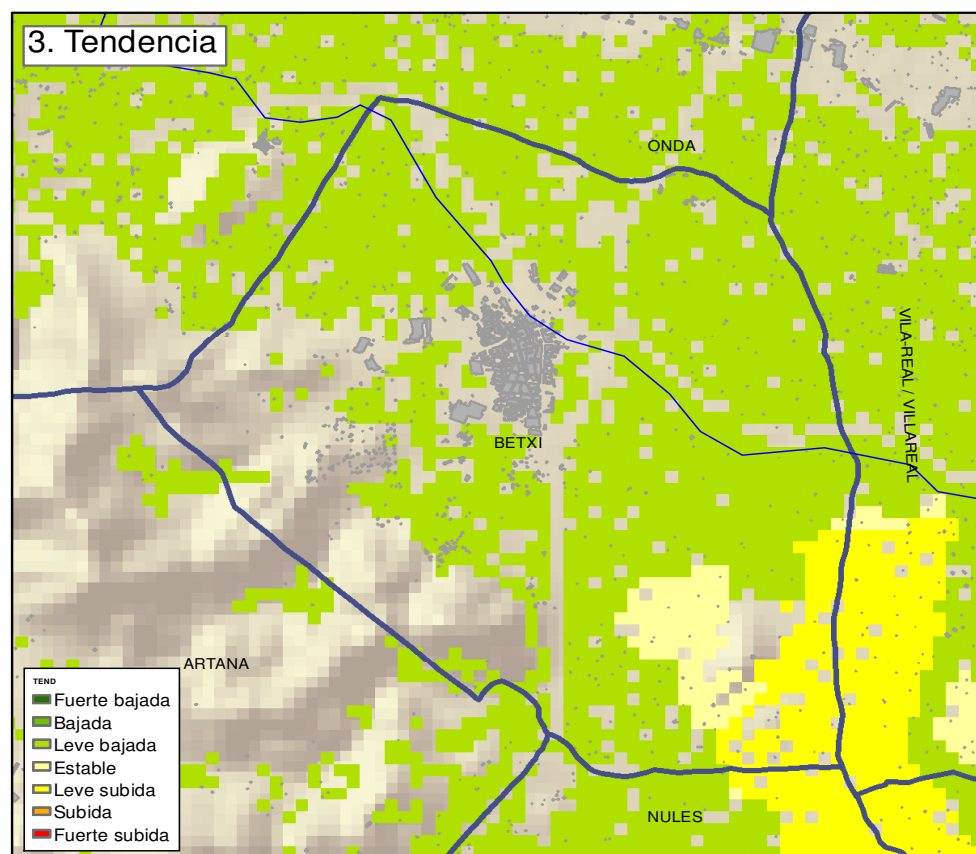 3. Tendencia
ONDA
VILA-REAL / VILLAREAL
BETXI
ARTANA
TEND
Fuerte bajada
Bajada
Leve bajada
Estable
Leve subida
Subida
Fuerte subida
NULES